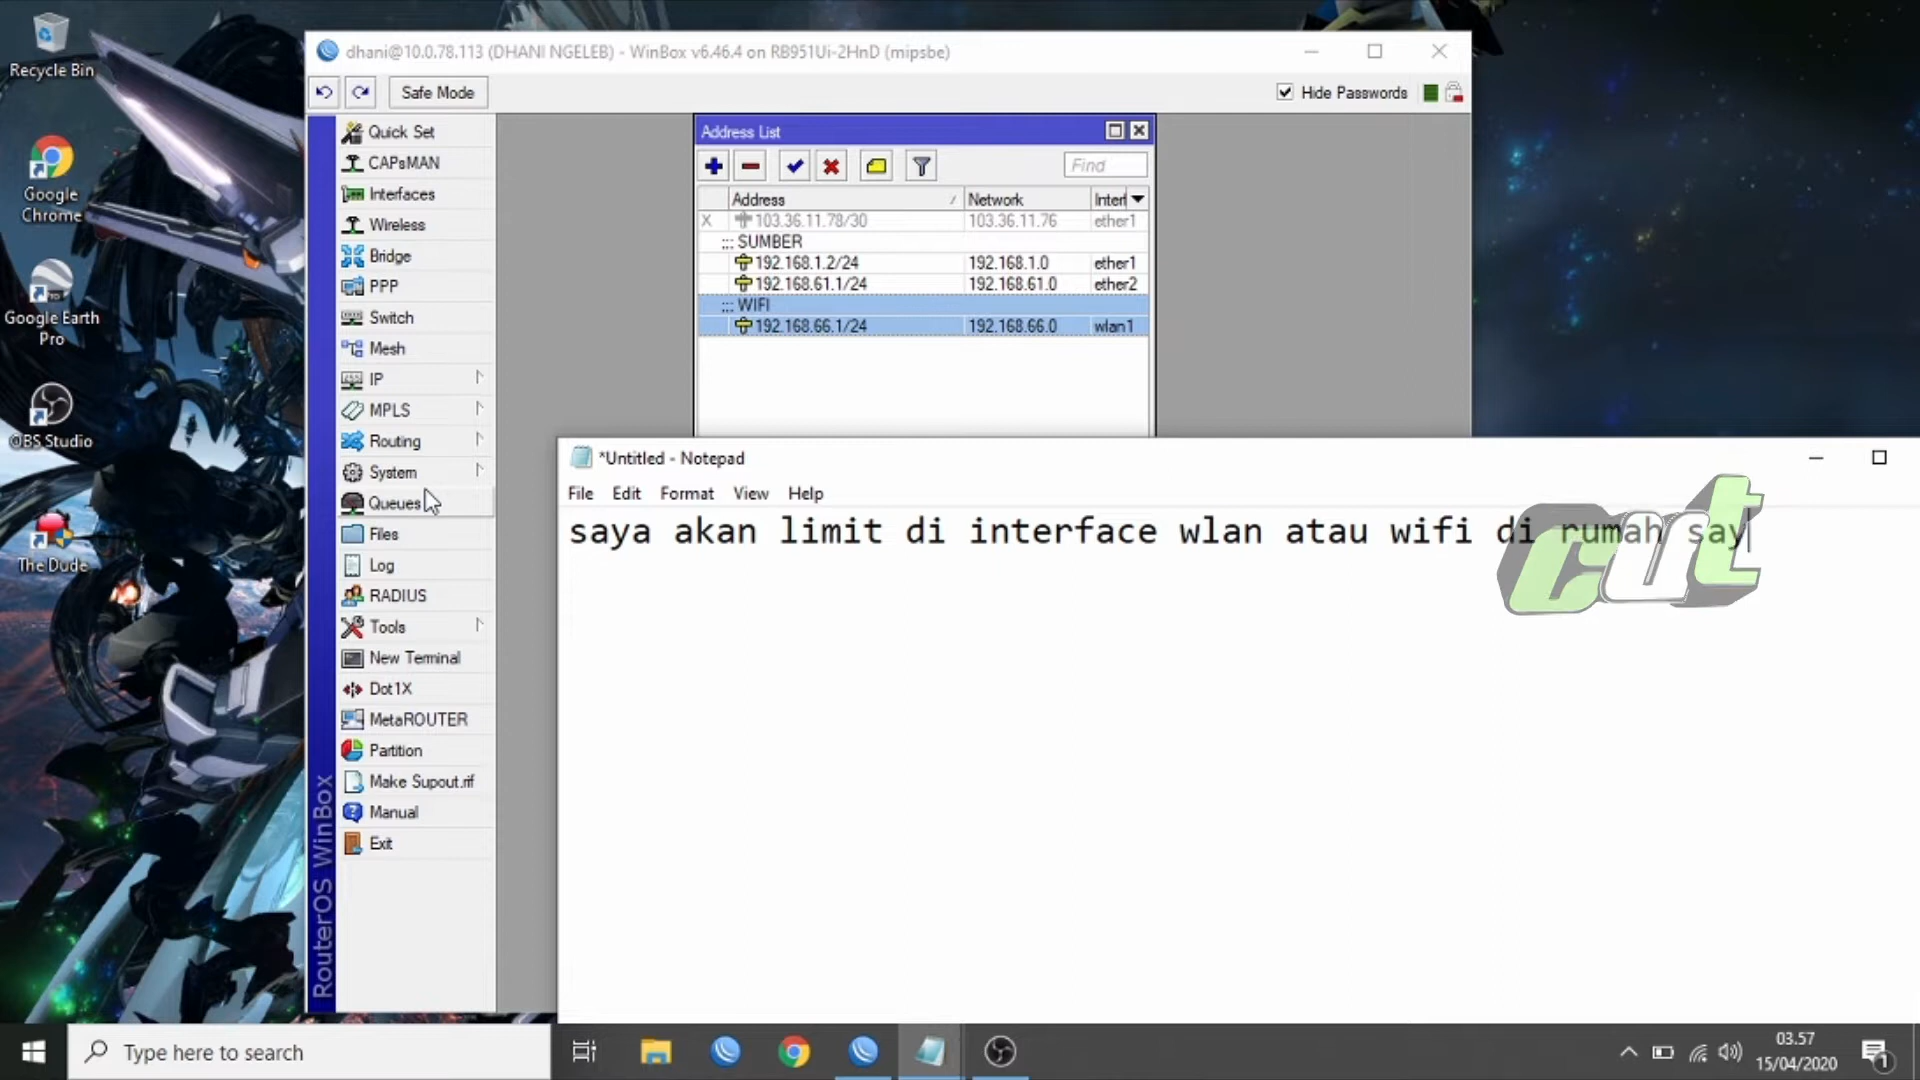 Recycle Bin
Google
Chrome
Google Earth
Pro
OBS Studio
The Dude
dhani@10.0.78.113 (DHANI NGELEB) - WinBox v6.46.4 on RB951Ui-2HnD (mipsbe)
Safe Mode
Hide Passwords
Quick Set
CAPsMAN
Interfaces
Wireless
Bridge
PPP
Switch
Mesh
IP
MPLS
Routing
System
Queues
Files
Log
RADIUS
Tools
New Terminal
Dot1X
MetaROUTER
Partition
Make Supout.rif
Manual
Exit
RouterOS WinBox
Address List
Find
Address Network Interf
X 103.36.11.78/30 103.36.11.76 ether1
::: SUMBER
192.168.1.2/24 192.168.1.0 ether1
192.168.61.1/24 192.168.61.0 ether2
::: WIFI
192.168.66.1/24 192.168.66.0 wlan1
*Untitled - Notepad
File Edit Format View Help
saya akan limit di interface wlan atau wifi di rumah say
cut
Type here to search
03.57
15/04/2020
1